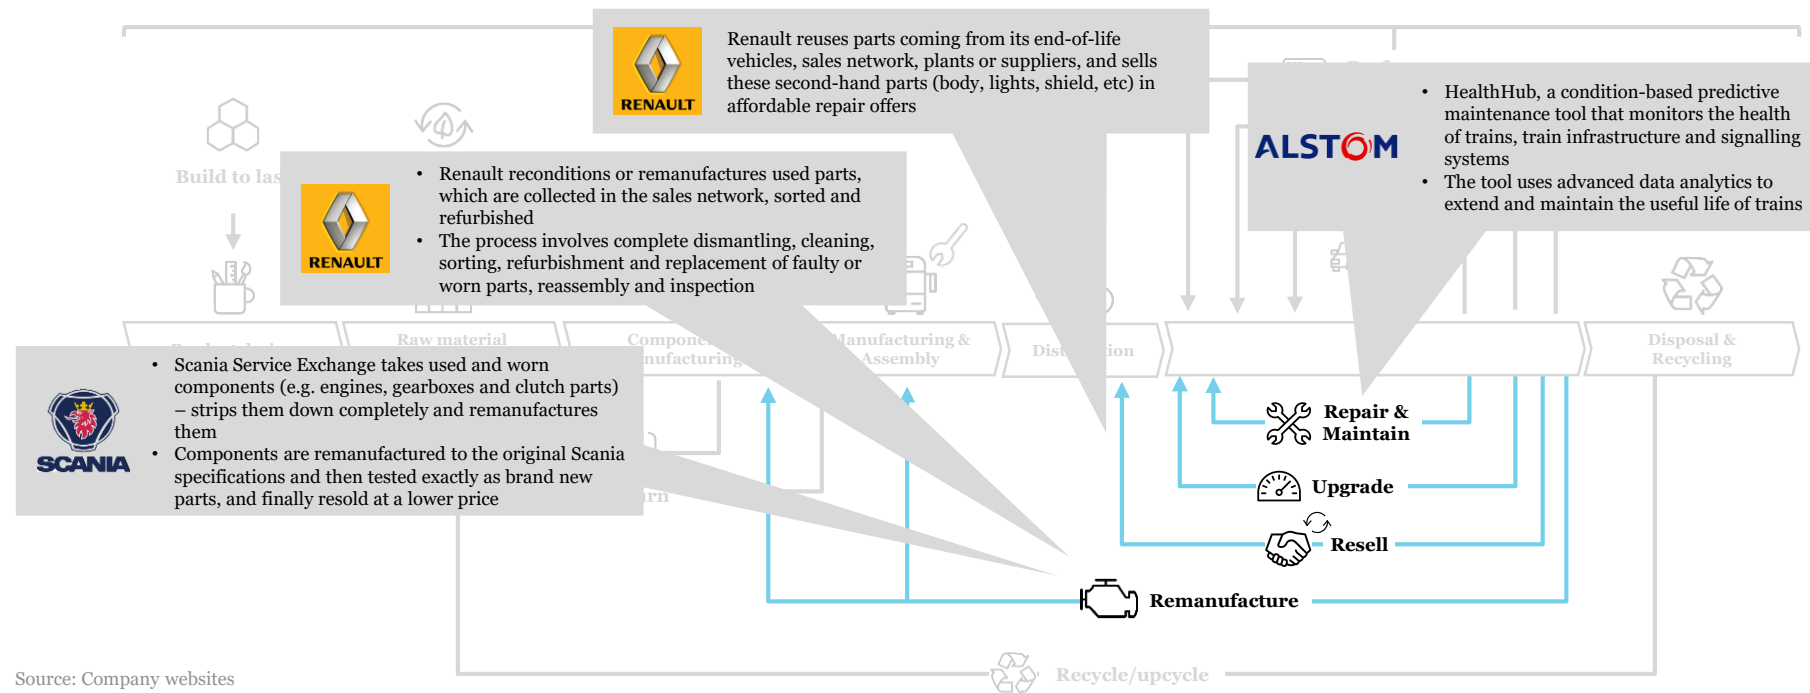 RENAULT
Renault reuses parts coming from its end-of-life
vehicles, sales network, plants or suppliers, and sells
these second-hand parts (body, lights, shield, etc) in
affordable repair offers
ALSTOM
• HealthHub, a condition-based predictive
maintenance tool that monitors the health
of trains, train infrastructure and signalling
systems
• The tool uses advanced data analytics to
extend and maintain the useful life of trains
Build to las
RENAULT
• Renault reconditions or remanufactures used parts,
which are collected in the sales network, sorted and
refurbished
• The process involves complete dismantling, cleaning,
sorting, refurbishment and replacement of faulty or
worn parts, reassembly and inspection
Raw material
Manufacturing &
Assembly
Disposal &
Recycling
SCANIA
• Scania Service Exchange takes used and worn
components (e.g. engines, gearboxes and clutch parts)
– strips them down completely and remanufactures
them
• Components are remanufactured to the original Scania
specifications and then tested exactly as brand new
parts, and finally resold at a lower price
Repair &
Maintain
Upgrade
Resell
Remanufacture
Recycle/upcycle
Source: Company websites